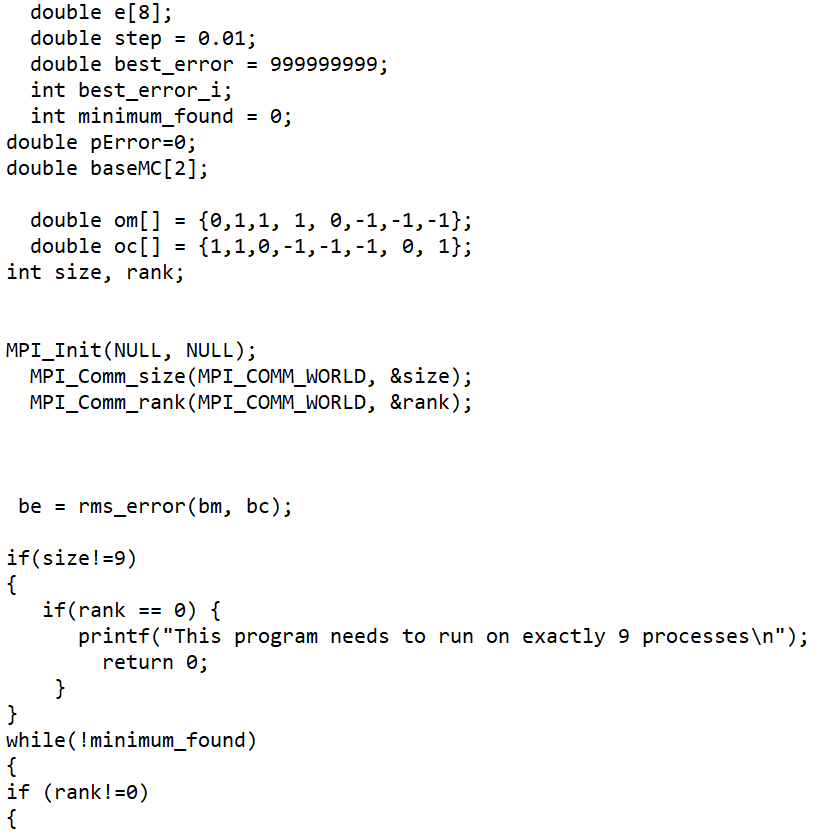 double e[8];
  double step = 0.01;
  double best_error = 999999999;
  int best_error_i;
  int minimum_found = 0;
double pError=0;
double baseMC[2];

  double om[] = {0,1,1, 1, 0,-1,-1,-1};
  double oc[] = {1,1,0,-1,-1,-1, 0, 1};
int size, rank;


MPI_Init(NULL, NULL);
  MPI_Comm_size(MPI_COMM_WORLD, &size);
  MPI_Comm_rank(MPI_COMM_WORLD, &rank);



 be = rms_error(bm, bc);

if(size!=9)
{
   if(rank == 0) {
      printf("This program needs to run on exactly 9 processes\n");
        return 0;
    }
}
while(!minimum_found)
{
if (rank!=0)
{